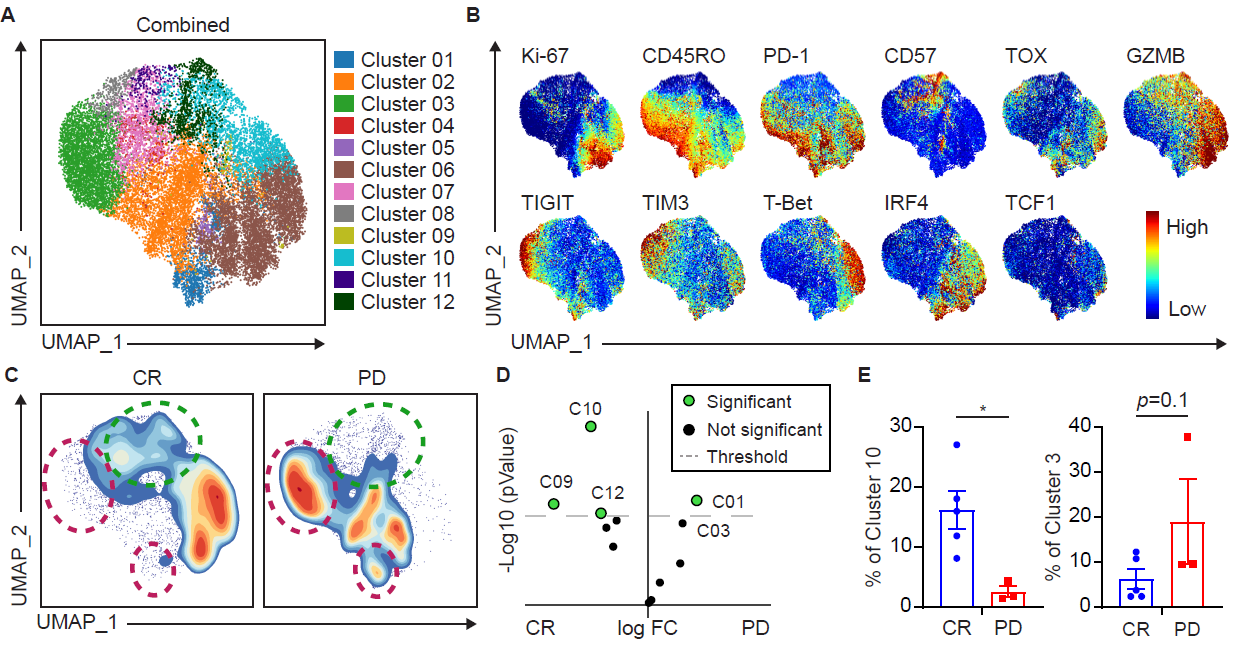 A
Combined
UMAP_2
UMAP_1
Cluster 01
Cluster 02
Cluster 03
Cluster 04
Cluster 05
Cluster 06
Cluster 07
Cluster 08
Cluster 09
Cluster 10
Cluster 11
Cluster 12
B
Ki-67 CD45RO PD-1 CD57 TOX GZMB
TIGIT TIM3 T-Bet IRF4 TCF1
UMAP_2
UMAP_1
High
Low
C
CR PD
UMAP_2
UMAP_1
D
Significant
Not significant
Threshold
-Log10 (pValue)
C10
C09
C12
C01
C03
CR log FC PD
E
% of Cluster 10
30
20
10
0
*
CR PD
% of Cluster 3
40
30
20
10
0
p=0.1
CR PD